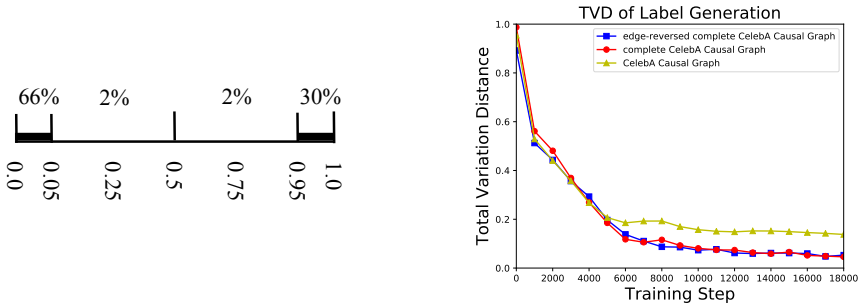 66% 2% 2% 30%
0.0 0.05 0.25 0.5 0.75 0.95 1.0
TVD of Label Generation
edge-reversed complete CelebA Causal Graph
complete CelebA Causal Graph
CelebA Causal Graph
Total Variation Distance
1.0
0.8
0.6
0.4
0.2
0.0
0 2000 4000 6000 8000 10000 12000 14000 16000 18000
Training Step